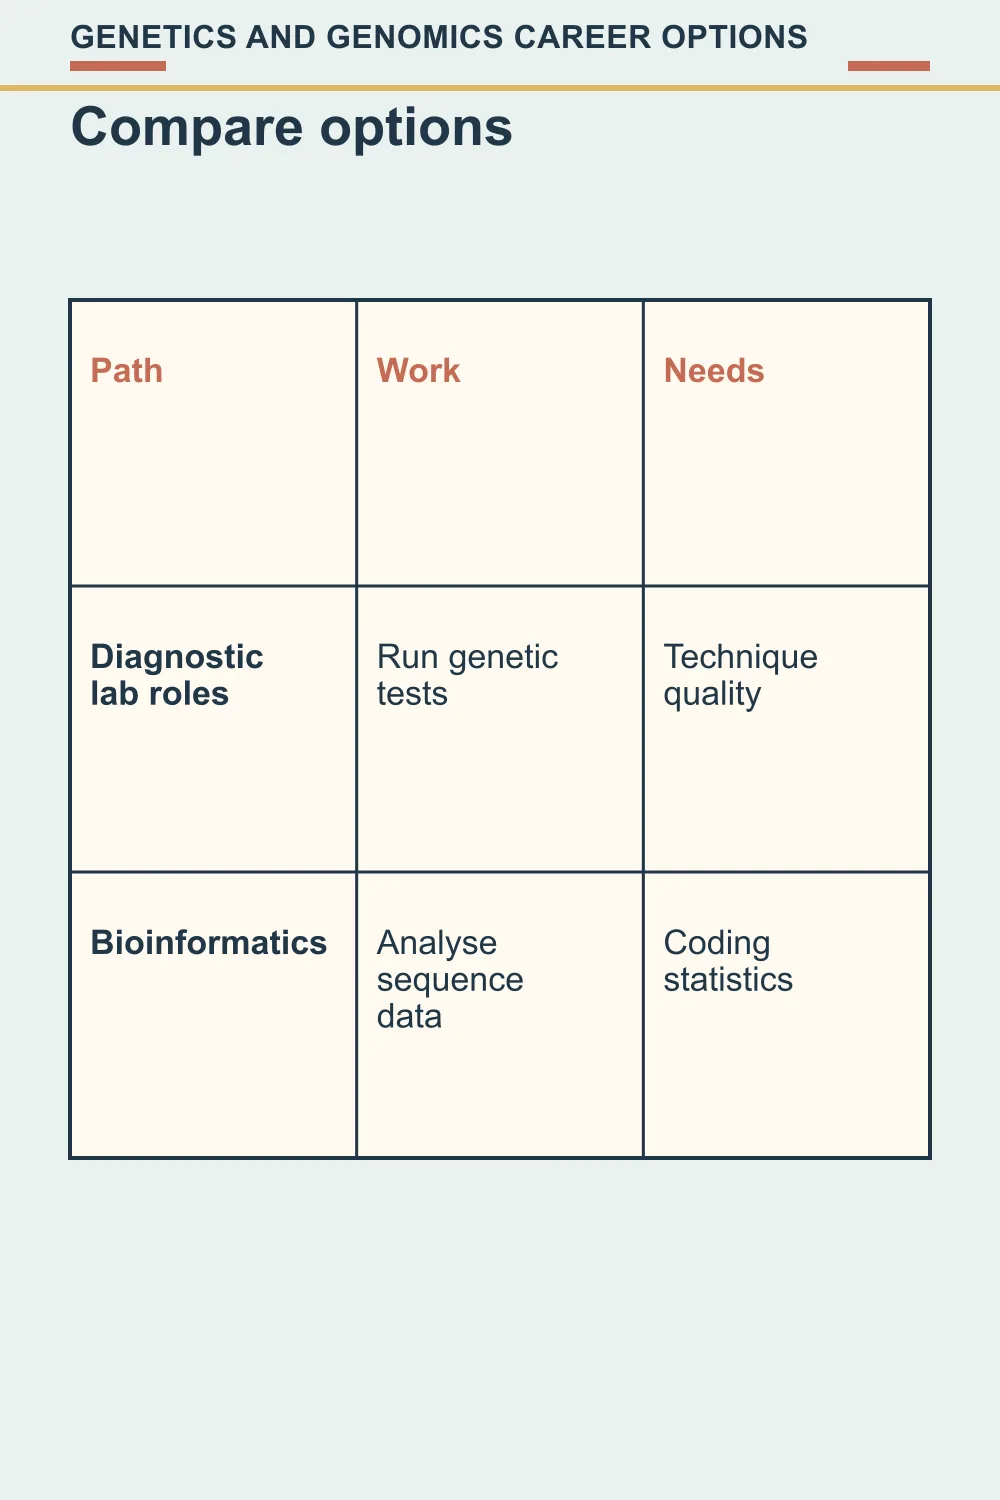 GENETICS AND GENOMICS CAREER OPTIONS
Compare options
Path
Work
Needs
Diagnostic
lab roles
Run genetic
tests
Technique
quality
Bioinformatics
Analyse
sequence
data
Coding
statistics